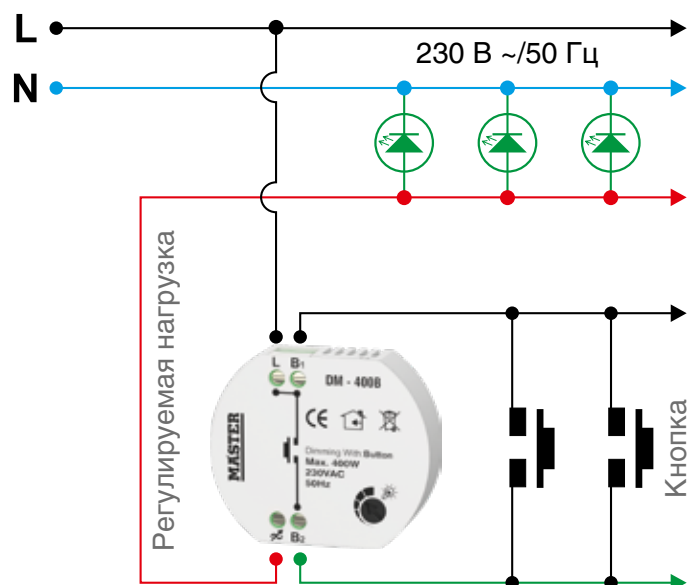 L
230 В ~/50 Гц
N
Регулируемая нагрузка
L B1
DM - 400B
CE
MASTER
Dimming With Button
Max. 400W
230VAC
50Hz
B2
Кнопка